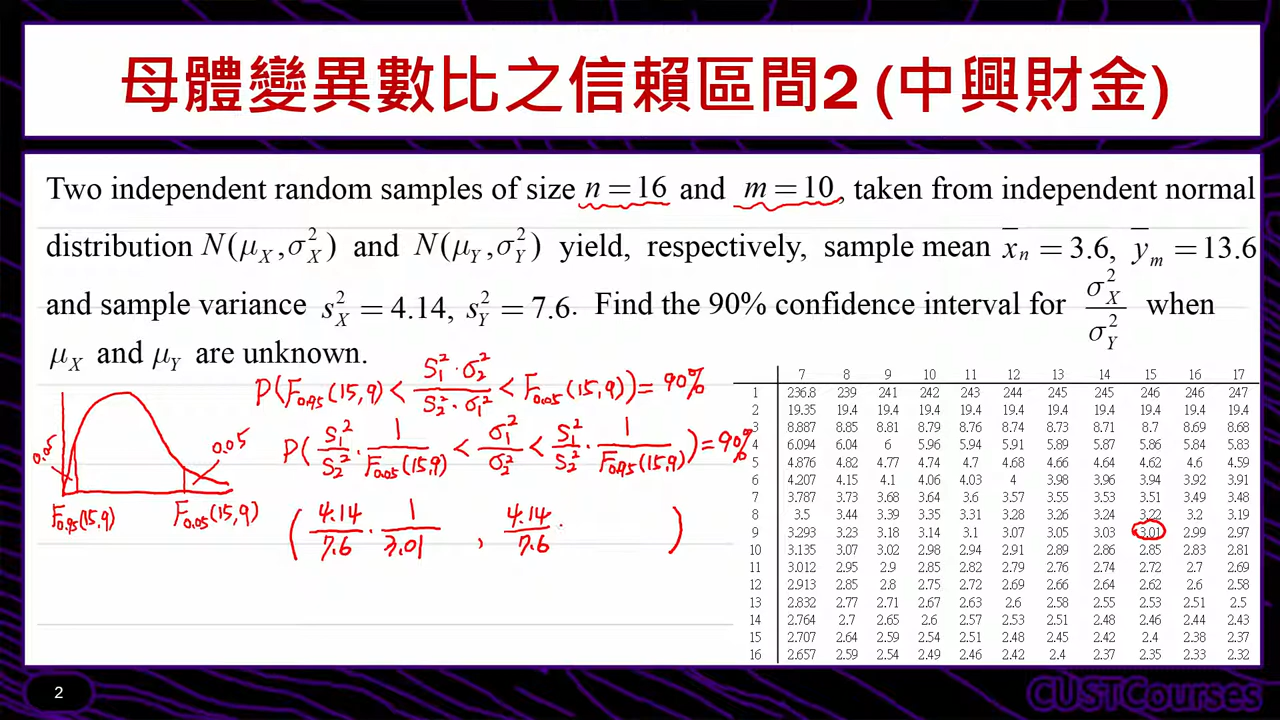 母體變異數比之信賴區間2 (中興財金)
Two independent random samples of size n = 16 and m = 10, taken from independent normal
distribution N(μ_X, σ_X^2) and N(μ_Y, σ_Y^2) yield, respectively, sample mean x̄_n = 3.6, ȳ_m = 13.6
and sample variance s_X^2 = 4.14, s_Y^2 = 7.6. Find the 90% confidence interval for σ_X^2/σ_Y^2 when
μ_X and μ_Y are unknown.
P(F_0.95(15,9) < (S_1^2·σ_2^2)/(S_2^2·σ_1^2) < F_0.05(15,9)) = 90%
P(S_1^2/S_2^2 · 1/F_0.05(15,9) < σ_1^2/σ_2^2 < S_1^2/S_2^2 · 1/F_0.95(15,9)) = 90%
(4.14/7.6 · 1/3.01 , 4.14/7.6 · )
0.05 0.05
F_0.95(15,9) F_0.05(15,9)
7 8 9 10 11 12 13 14 15 16 17
1 236.8 239 241 242 243 244 245 245 246 246 247
2 19.35 19.4 19.4 19.4 19.4 19.4 19.4 19.4 19.4 19.4 19.4
3 8.887 8.85 8.81 8.79 8.76 8.74 8.73 8.71 8.7 8.69 8.68
4 6.094 6.04 6 5.96 5.94 5.91 5.89 5.87 5.86 5.84 5.83
5 4.876 4.82 4.77 4.74 4.7 4.68 4.66 4.64 4.62 4.6 4.59
6 4.207 4.15 4.1 4.06 4.03 4 3.98 3.96 3.94 3.92 3.91
7 3.787 3.73 3.68 3.64 3.6 3.57 3.55 3.53 3.51 3.49 3.48
8 3.5 3.44 3.39 3.35 3.31 3.28 3.26 3.24 3.22 3.2 3.19
9 3.293 3.23 3.18 3.14 3.1 3.07 3.05 3.03 3.01 2.99 2.97
10 3.135 3.07 3.02 2.98 2.94 2.91 2.89 2.86 2.85 2.83 2.81
11 3.012 2.95 2.9 2.85 2.82 2.79 2.76 2.74 2.72 2.7 2.69
12 2.913 2.85 2.8 2.75 2.72 2.69 2.66 2.64 2.62 2.6 2.58
13 2.832 2.77 2.71 2.67 2.63 2.6 2.58 2.55 2.53 2.51 2.5
14 2.764 2.7 2.65 2.6 2.57 2.53 2.51 2.48 2.46 2.44 2.43
15 2.707 2.64 2.59 2.54 2.51 2.48 2.45 2.42 2.4 2.38 2.37
16 2.657 2.59 2.54 2.49 2.46 2.42 2.4 2.37 2.35 2.33 2.32
2
CUSTCourses